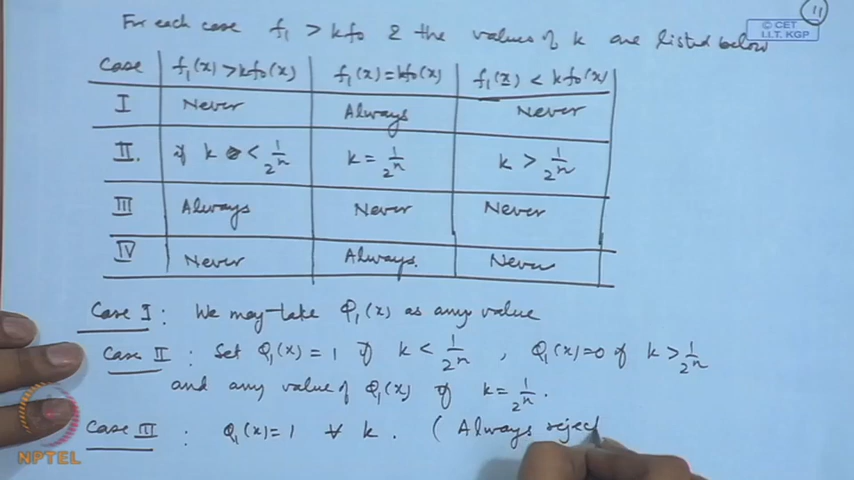 11
© CET
I.I.T. KGP
For each case f₁ > kf₀ & the values of k are listed below
Case | f₁(x) > kf₀(x) | f₁(x) = kf₀(x) | f₁(x) < kf₀(x)
I | Never | Always | Never
II. | if k < 1/2ⁿ | k = 1/2ⁿ | k > 1/2ⁿ
III | Always | Never | Never
IV | Never | Always. | Never
Case I : We may take φ₁(x) as any value
Case II : Set φ₁(x) = 1 if k < 1/2ⁿ , φ₁(x) = 0 if k > 1/2ⁿ
and any value of φ₁(x) if k = 1/2ⁿ.
Case III : φ₁(x) = 1 ∀ k. ( Always reject
NPTEL